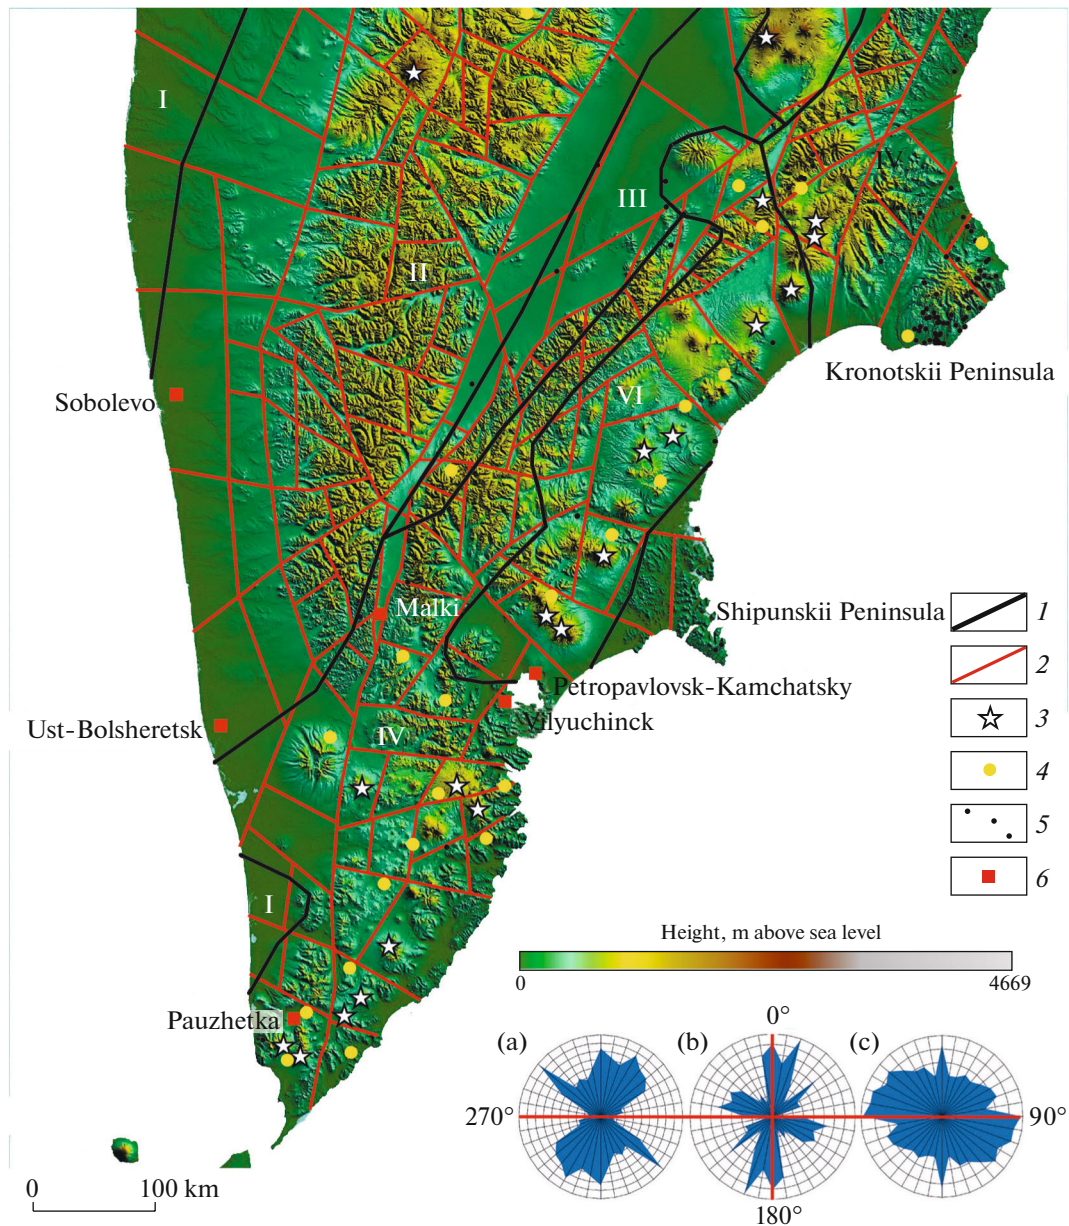 I
IV
III
II
Kronotskii Peninsula
Sobolevo
VI
Malki
Shipunskii Peninsula
1
2
Petropavlovsk-Kamchatsky
Vilyuchinck
3
Ust-Bolsheretsk
IV
4
5
6
I
Height, m above sea level
0
4669
Pauzhetka
0°
(a)
(b)
(c)
270°
90°
180°
0
100 km